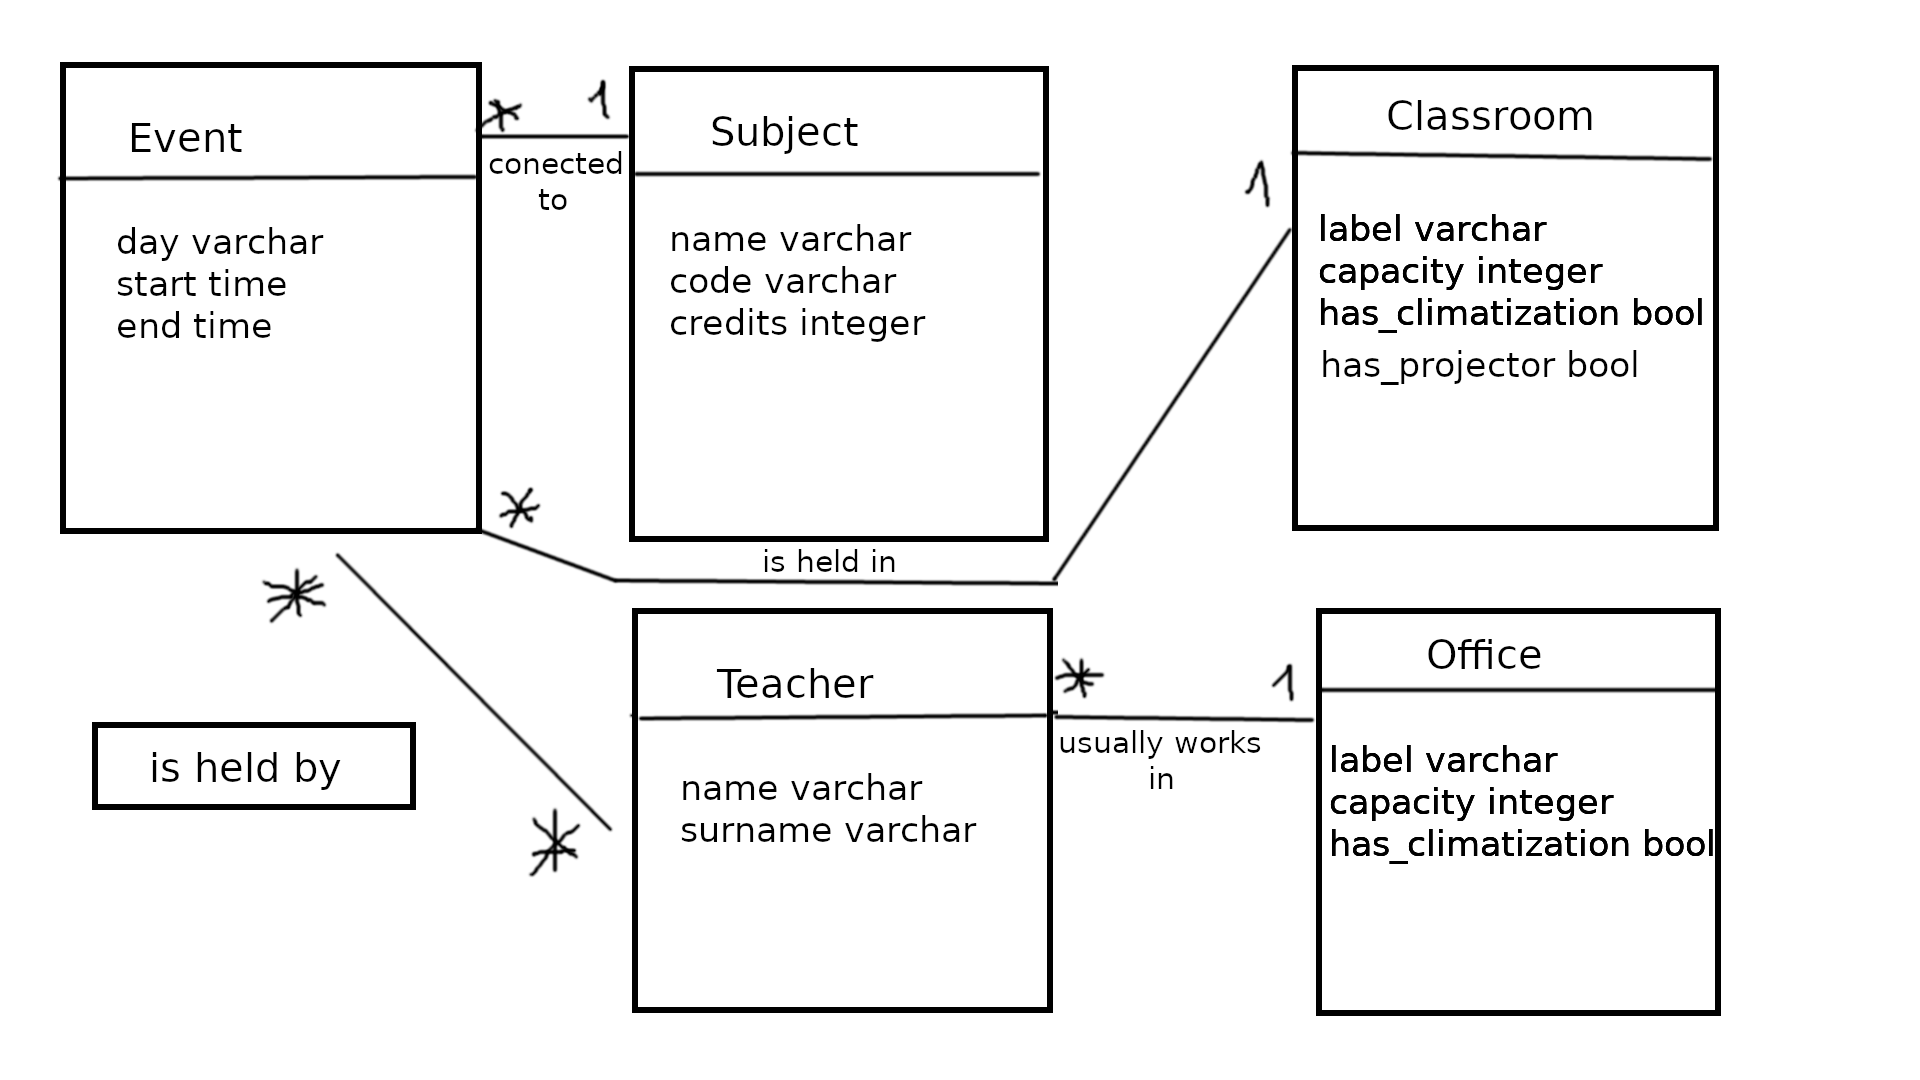 Event
day varchar
start time
end time
*
1
conected
to
Subject
name varchar
code varchar
credits integer
1
Classroom
label varchar
capacity integer
has_climatization bool
has_projector bool
*
is held in
*
is held by
*
Teacher
name varchar
surname varchar
*
1
usually works
in
Office
label varchar
capacity integer
has_climatization bool